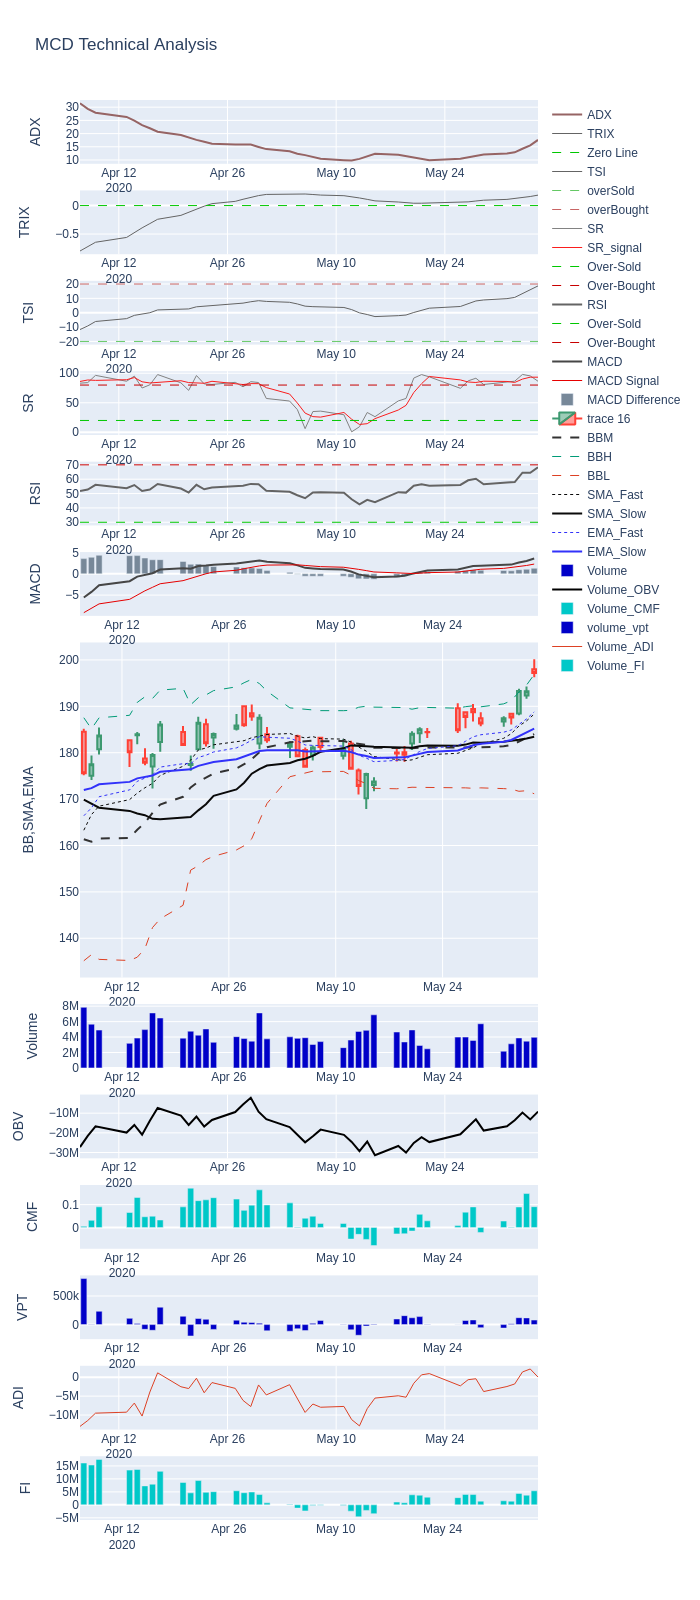 MCD Technical Analysis
ADX
30
25
20
15
10
Apr 12
2020
Apr 26
May 10
May 24
TRIX
0
−0.5
Apr 12
2020
Apr 26
May 10
May 24
TSI
20
10
0
−10
−20
Apr 12
2020
Apr 26
May 10
May 24
SR
100
50
0
Apr 12
2020
Apr 26
May 10
May 24
RSI
70
60
50
40
30
Apr 12
2020
Apr 26
May 10
May 24
MACD
5
0
−5
Apr 12
2020
Apr 26
May 10
May 24
BB,SMA,EMA
200
190
180
170
160
150
140
Apr 12
2020
Apr 26
May 10
May 24
Volume
8M
6M
4M
2M
0
Apr 12
2020
Apr 26
May 10
May 24
OBV
−10M
−20M
−30M
Apr 12
2020
Apr 26
May 10
May 24
CMF
0.1
0
Apr 12
2020
Apr 26
May 10
May 24
VPT
500k
0
Apr 12
2020
Apr 26
May 10
May 24
ADI
0
−5M
−10M
Apr 12
2020
Apr 26
May 10
May 24
FI
15M
10M
5M
0
−5M
Apr 12
2020
Apr 26
May 10
May 24
ADX
TRIX
Zero Line
TSI
overSold
overBought
SR
SR_signal
Over-Sold
Over-Bought
RSI
Over-Sold
Over-Bought
MACD
MACD Signal
MACD Difference
trace 16
BBM
BBH
BBL
SMA_Fast
SMA_Slow
EMA_Fast
EMA_Slow
Volume
Volume_OBV
Volume_CMF
volume_vpt
Volume_ADI
Volume_FI